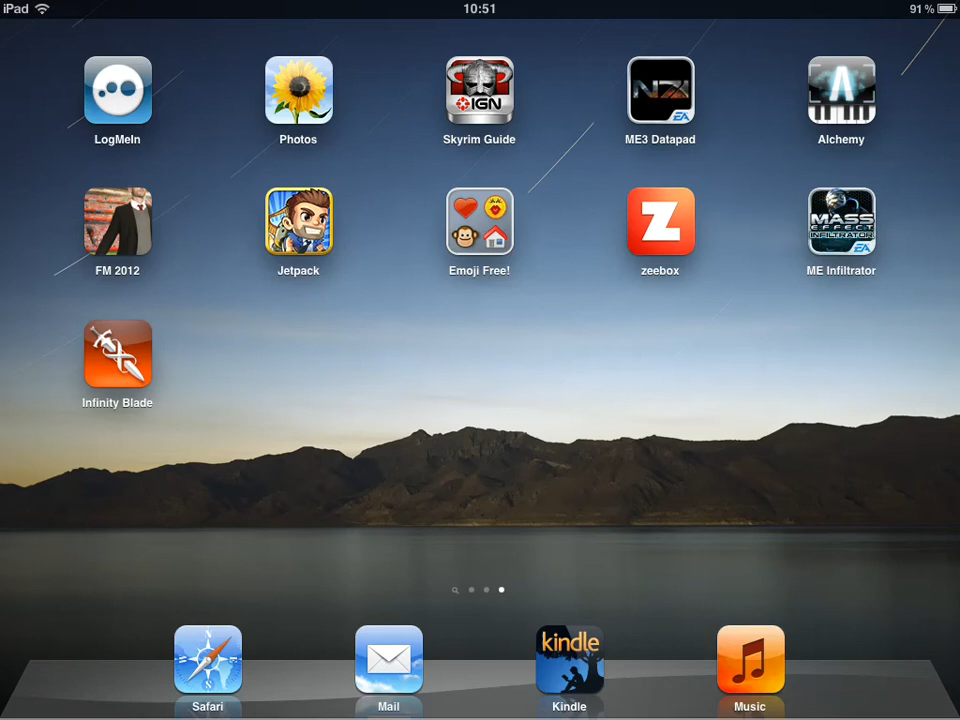 iPad 10:51 91 %
IGN
N7
EA
A
LogMeIn Photos Skyrim Guide ME3 Datapad Alchemy
Z
MASS
EFFECT
INFILTRATOR
EA
FM 2012 Jetpack Emoji Free! zeebox ME Infiltrator
Infinity Blade
N
kindle
Safari Mail Kindle Music